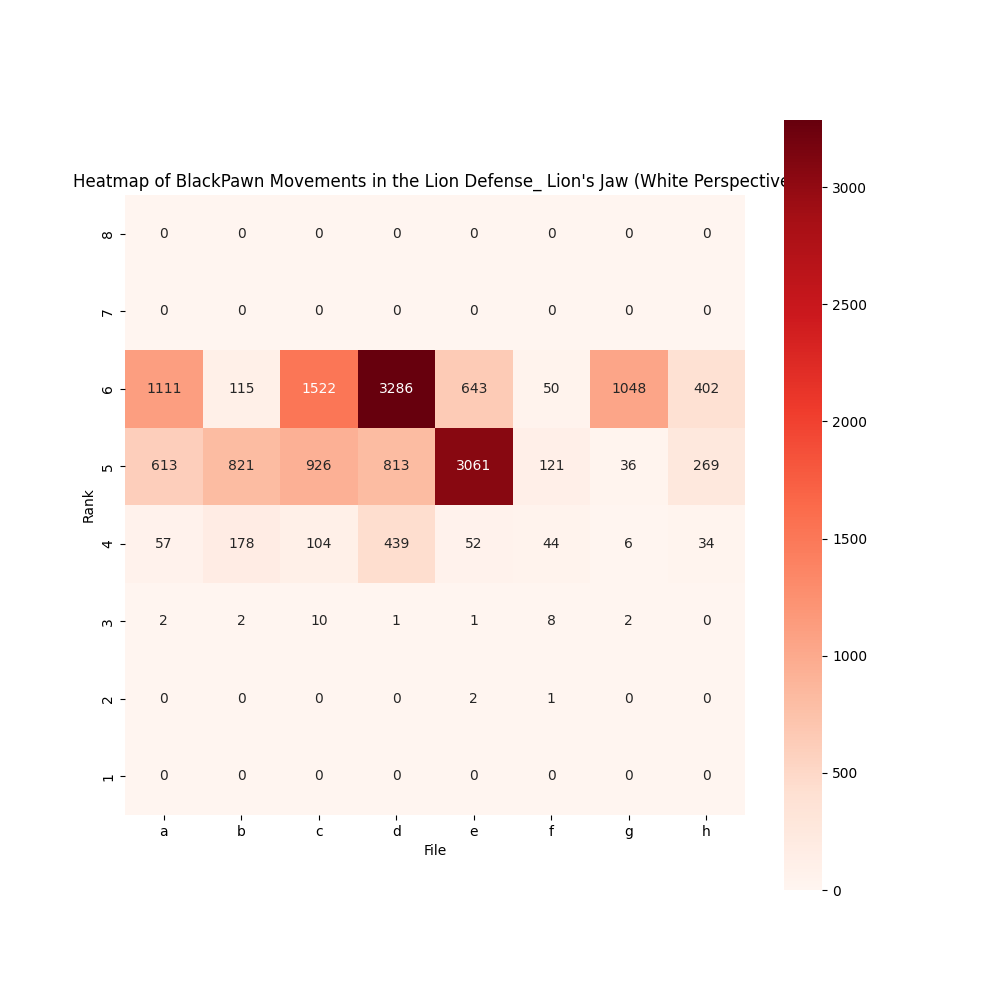 Heatmap of BlackPawn Movements in the Lion Defense_ Lion's Jaw (White Perspective
8 0 0 0 0 0 0 0 0
7 0 0 0 0 0 0 0 0
6 1111 115 1522 3286 643 50 1048 402
5 613 821 926 813 3061 121 36 269
4 57 178 104 439 52 44 6 34
3 2 2 10 1 1 8 2 0
2 0 0 0 0 2 1 0 0
1 0 0 0 0 0 0 0 0
a b c d e f g h
File
Rank
3000
2500
2000
1500
1000
500
0